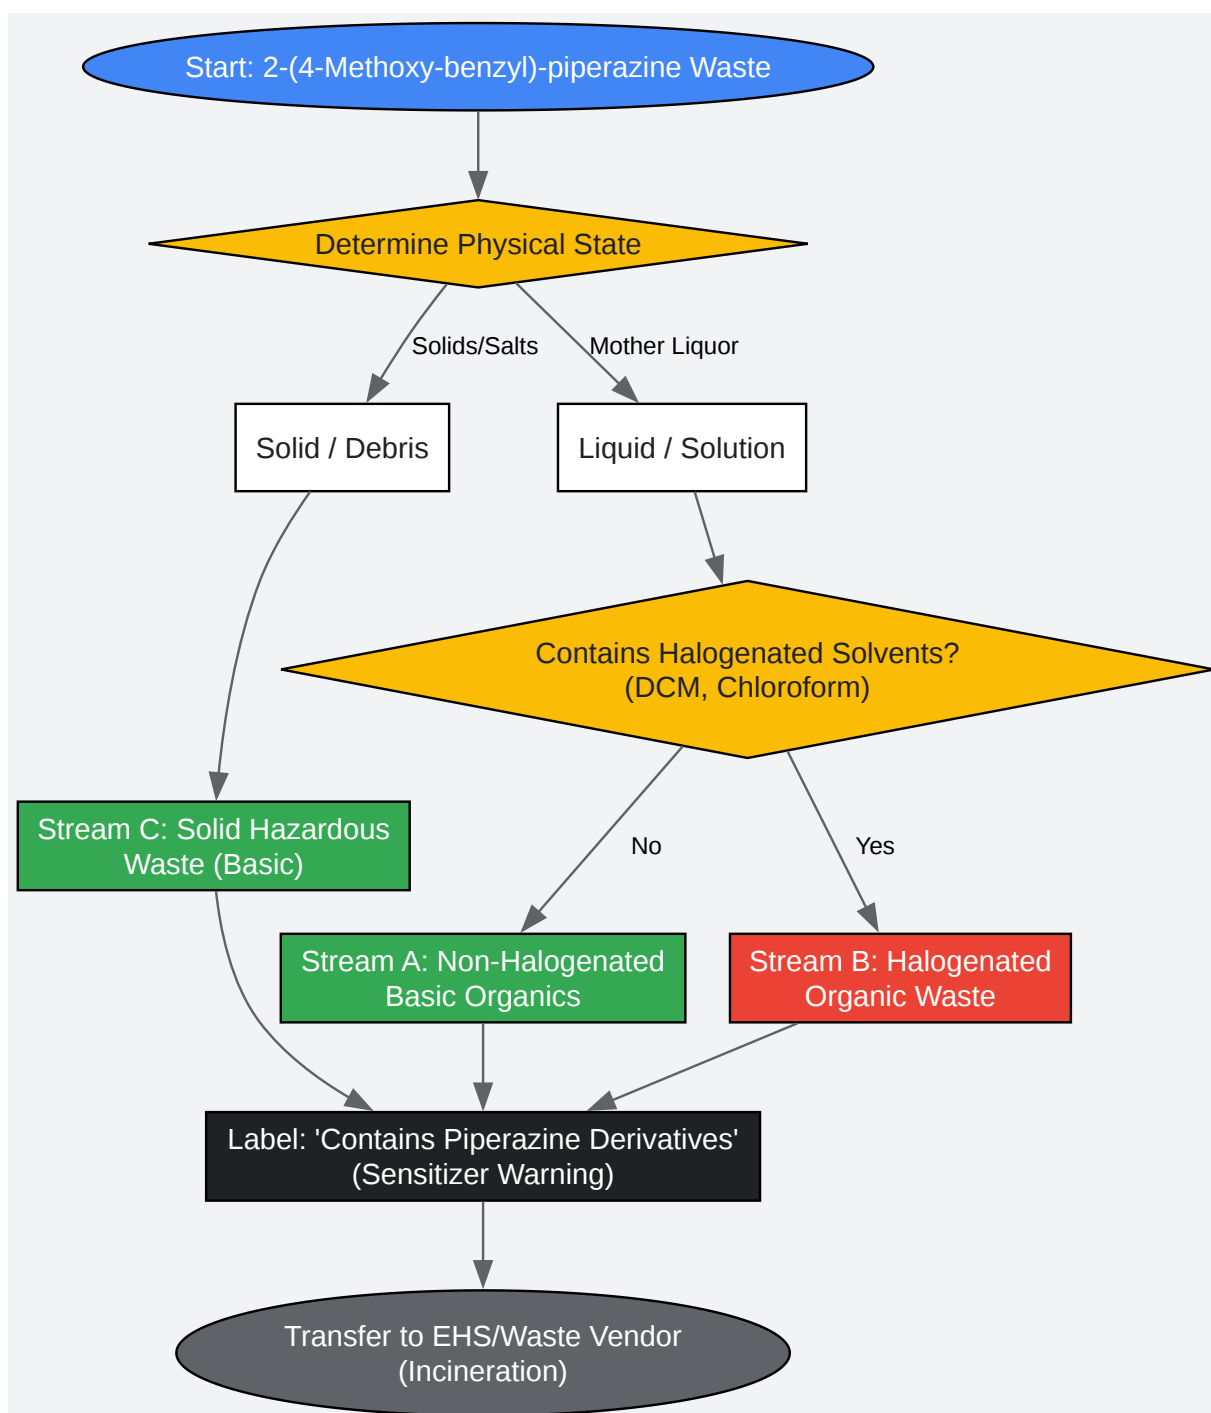 Start: 2-(4-Methoxy-benzyl)-piperazine Waste
Determine Physical State
Solids/Salts
Mother Liquor
Solid / Debris
Liquid / Solution
Contains Halogenated Solvents?
(DCM, Chloroform)
Stream C: Solid Hazardous
Waste (Basic)
No
Yes
Stream A: Non-Halogenated
Basic Organics
Stream B: Halogenated
Organic Waste
Label: 'Contains Piperazine Derivatives'
(Sensitizer Warning)
Transfer to EHS/Waste Vendor
(Incineration)